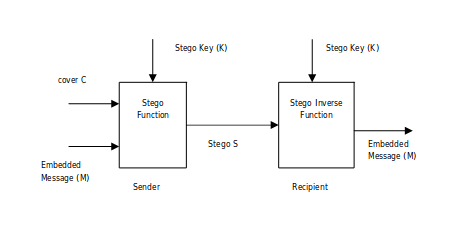 Stego Key (K)
Stego Key (K)
cover C
Stego
Function
Stego Inverse
Function
Stego S
Embedded
Message (M)
Embedded
Message (M)
Sender
Recipient